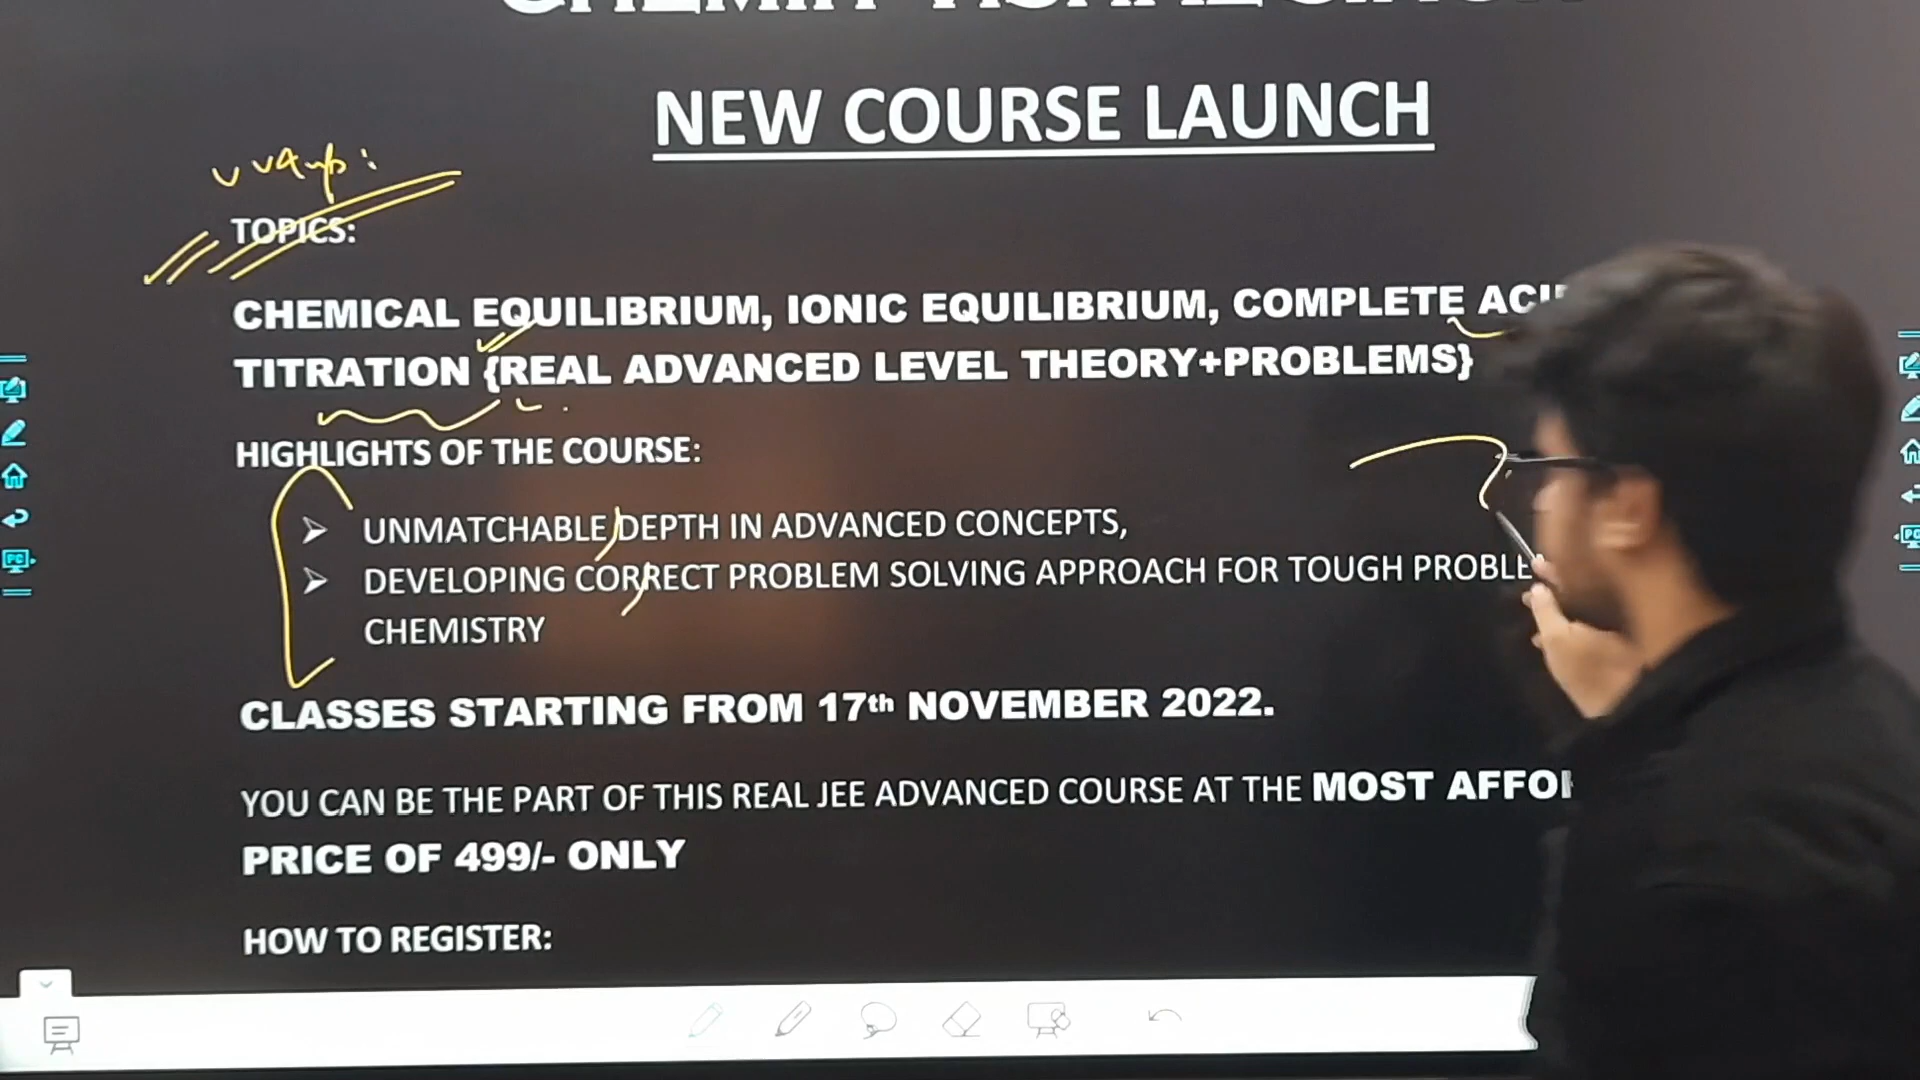 NEW COURSE LAUNCH
TOPICS:
CHEMICAL EQUILIBRIUM, IONIC EQUILIBRIUM, COMPLETE
TITRATION {REAL ADVANCED LEVEL THEORY+PROBLEMS}
HIGHLIGHTS OF THE COURSE:
UNMATCHABLE DEPTH IN ADVANCED CONCEPTS,
DEVELOPING CORRECT PROBLEM SOLVING APPROACH FOR TOUGH
CHEMISTRY
CLASSES STARTING FROM 17th NOVEMBER 2022.
YOU CAN BE THE PART OF THIS REAL JEE ADVANCED COURSE AT THE MOST
PRICE OF 499/- ONLY
HOW TO REGISTER:
PC